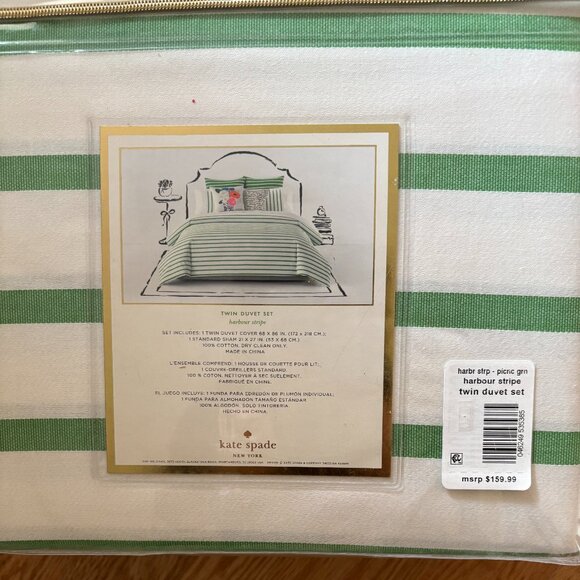 TWIN DUVET SET
harbour stripe
SET INCLUDES: 1 TWIN DUVET COVER 68 X 86 IN. (172 x 218 CM.);
1 STANDARD SHAM 21 X 27 IN. (53 X 68 CM.)
100% COTTON. DRY CLEAN ONLY.
MADE IN CHINA
L'ENSEMBLE COMPREND: 1 HOUSSE DE COUETTE POUR LIT;
1 COUVRE-OREILLERS STANDARD.
100 % COTON. NETTOYER À SEC SEULEMENT.
FABRIQUÉ EN CHINE.
EL JUEGO INCLUYE: 1 FUNDA PARA EDREDÓN DE PLUMÓN INDIVIDUAL;
1 FUNDA PARA ALMOHADÓN TAMAÑO ESTÁNDAR
100% ALGODÓN. SOLO TINTORERÍA.
HECHO EN CHINA.
kate spade
NEW YORK
harbr strp - picnc grn
harbour stripe
twin duvet set
046249 535385
msrp $159.99